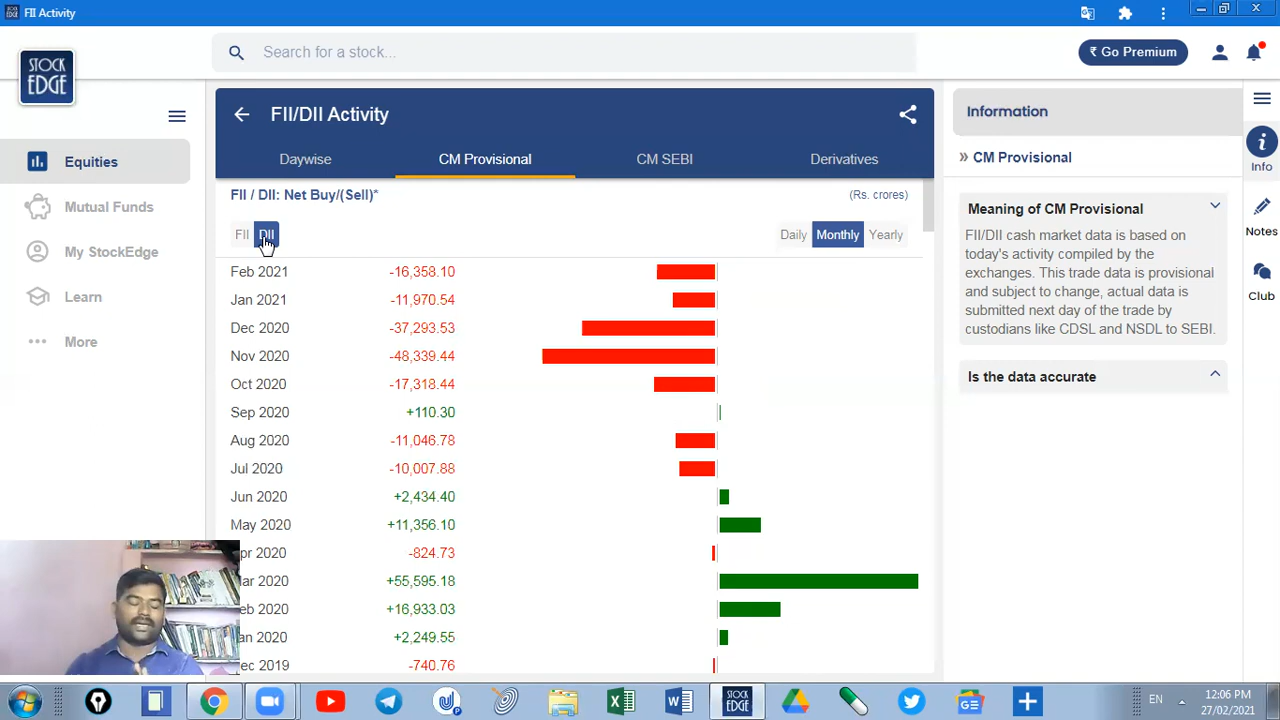 FII Activity
STOCK
EDGE
Search for a stock...
₹ Go Premium
Equities
Mutual Funds
My StockEdge
Learn
More
FII/DII Activity
Daywise
CM Provisional
CM SEBI
Derivatives
FII / DII: Net Buy/(Sell)*
(Rs. crores)
FII
DII
Daily
Monthly
Yearly
Feb 2021 -16,358.10
Jan 2021 -11,970.54
Dec 2020 -37,293.53
Nov 2020 -48,339.44
Oct 2020 -17,318.44
Sep 2020 +110.30
Aug 2020 -11,046.78
Jul 2020 -10,007.88
Jun 2020 +2,434.40
May 2020 +11,356.10
pr 2020 -824.73
ar 2020 +55,595.18
eb 2020 +16,933.03
an 2020 +2,249.55
ec 2019 -740.76
Information
» CM Provisional
Meaning of CM Provisional
FII/DII cash market data is based on
today's activity compiled by the
exchanges. This trade data is provisional
and subject to change, actual data is
submitted next day of the trade by
custodians like CDSL and NSDL to SEBI.
Is the data accurate
Info
Notes
Club
STOCK
EDGE
EN
12:06 PM
27/02/2021